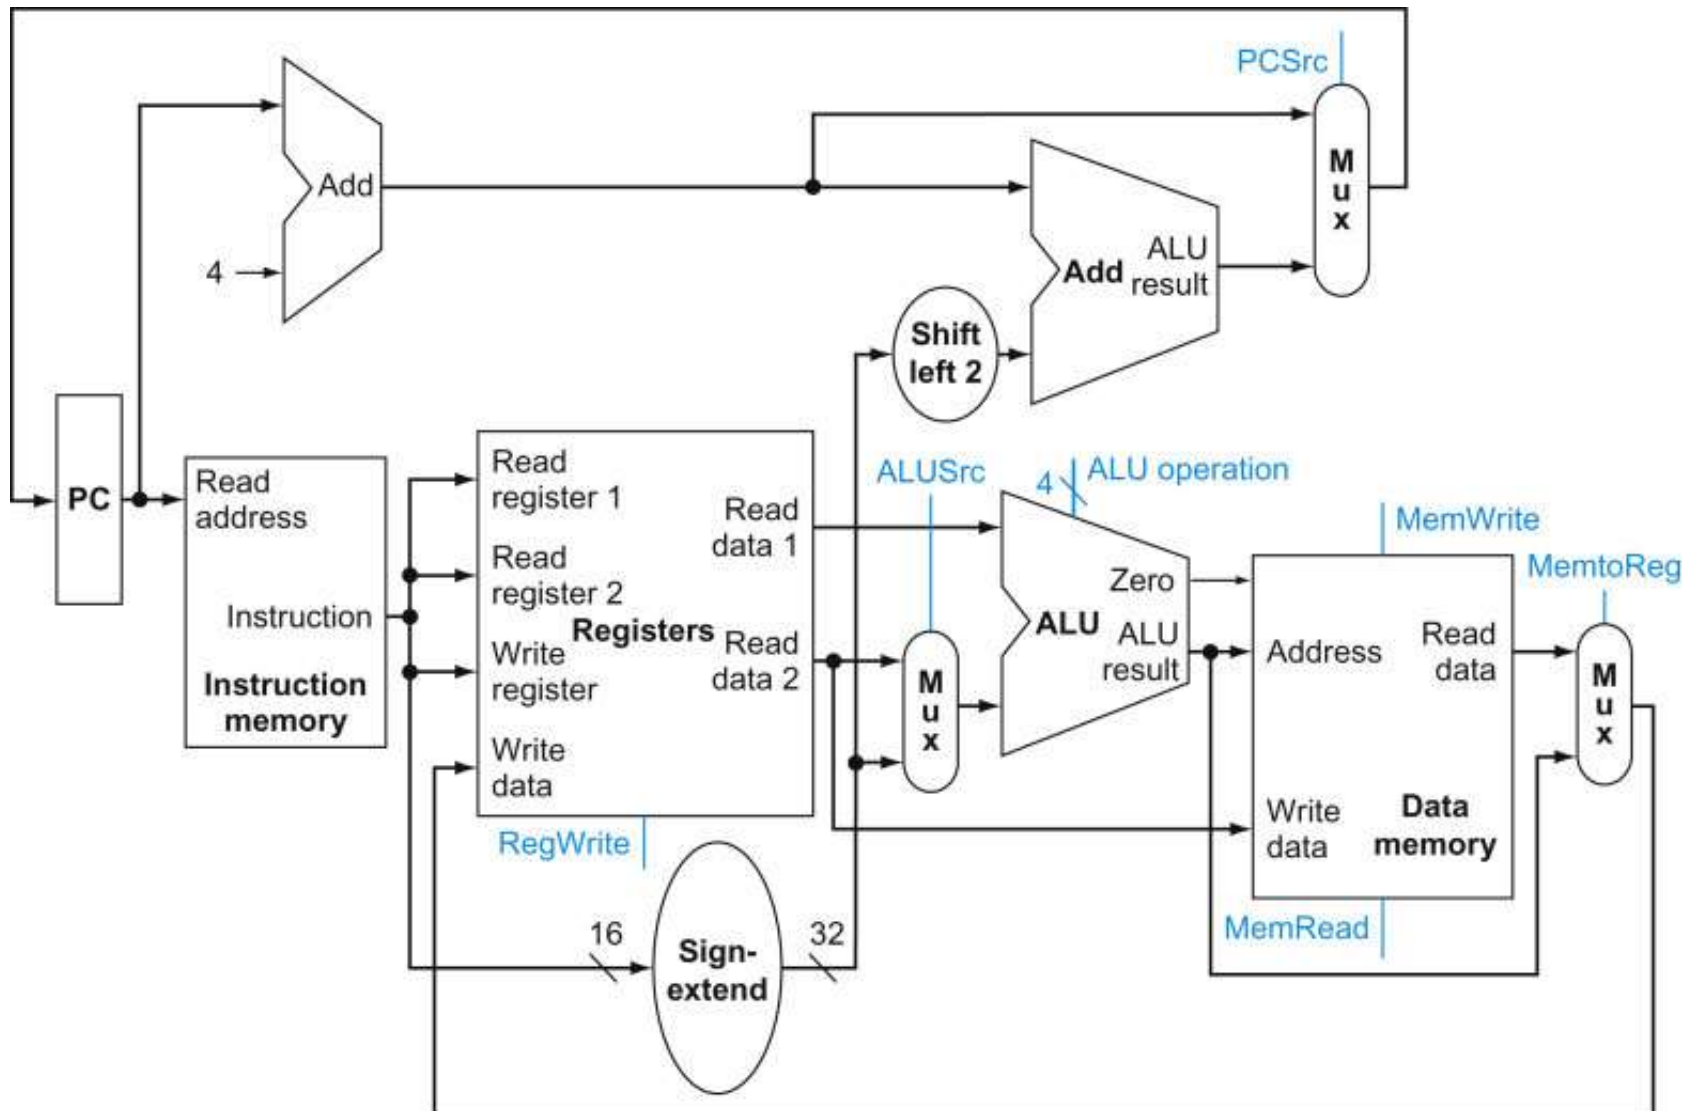 PCSrc
M
u
x
Add
ALU
result
Add
4
Shift
left 2
PC
Read
address
Instruction
Instruction
memory
Read
register 1
Read
register 2
Write
register
Write
data
Registers
Read
data 1
Read
data 2
RegWrite
16
Sign-
extend
32
ALUSrc
M
u
x
4
ALU operation
Zero
ALU
ALU
result
MemWrite
Address
Read
data
Write
data
Data
memory
MemRead
MemtoReg
M
u
x